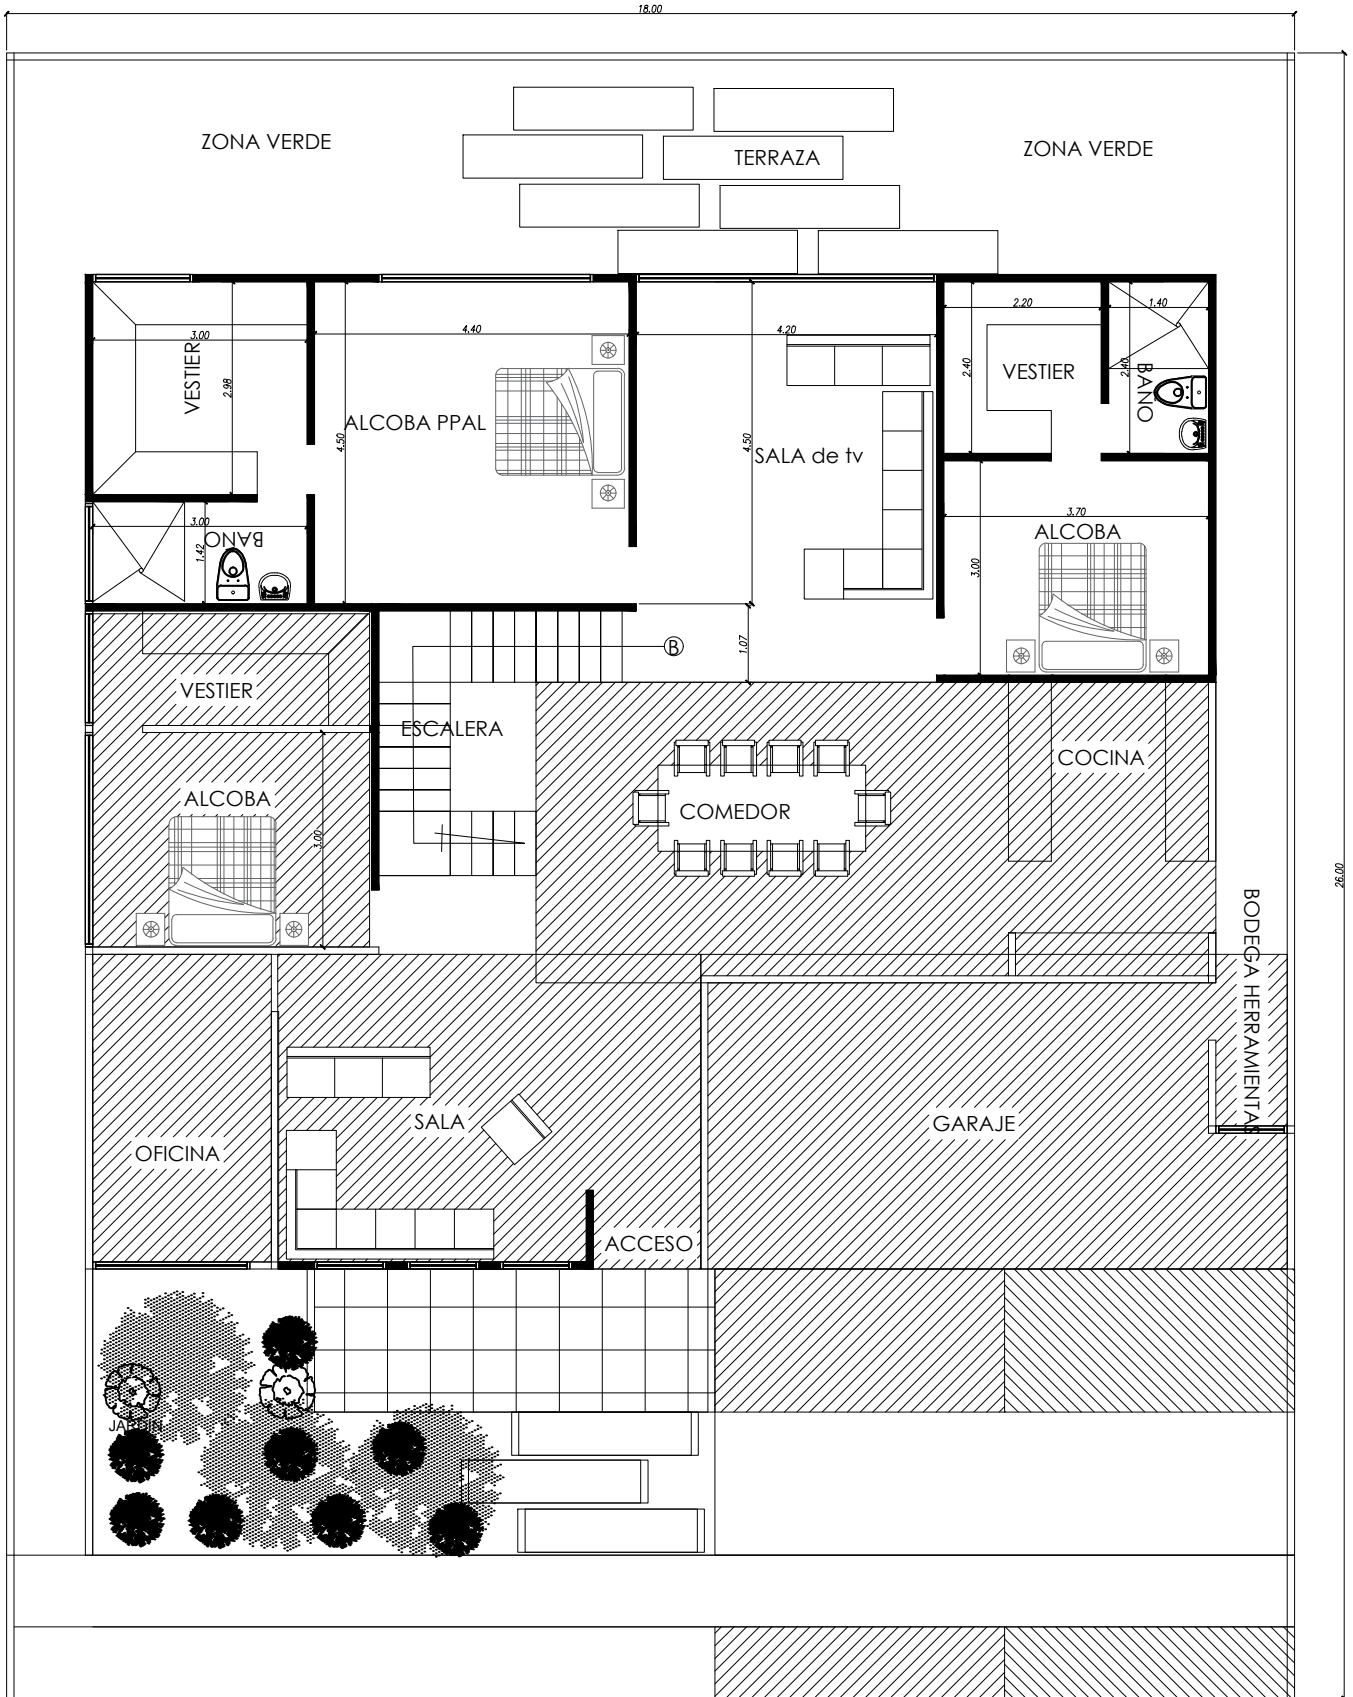 18.00
ZONA VERDE
TERRAZA
ZONA VERDE
3.00
VESTIER
2.98
4.40
ALCOBA PPAL
4.50
4.20
4.50
SALA de tv
2.20
2.40
VESTIER
1.40
2.40
BAÑO
3.00
1.42
BAÑO
3.70
ALCOBA
3.00
1.07
B
VESTIER
ESCALERA
ALCOBA
3.00
COMEDOR
COCINA
26.00
BODEGA HERRAMIENTAS
OFICINA
SALA
GARAJE
ACCESO
JARDIN